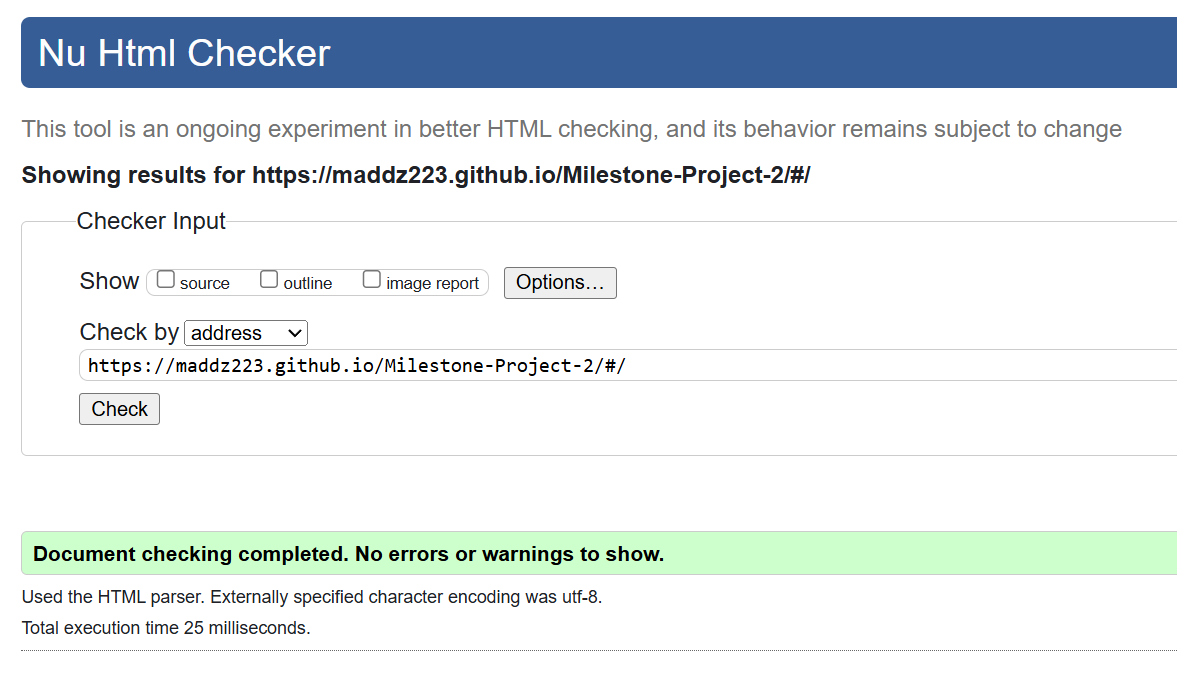 Nu Html Checker
This tool is an ongoing experiment in better HTML checking, and its behavior remains subject to change
Showing results for https://maddz223.github.io/Milestone-Project-2/#/
Checker Input
Show source outline image report Options...
Check by address
https://maddz223.github.io/Milestone-Project-2/#/
Check
Document checking completed. No errors or warnings to show.
Used the HTML parser. Externally specified character encoding was utf-8.
Total execution time 25 milliseconds.